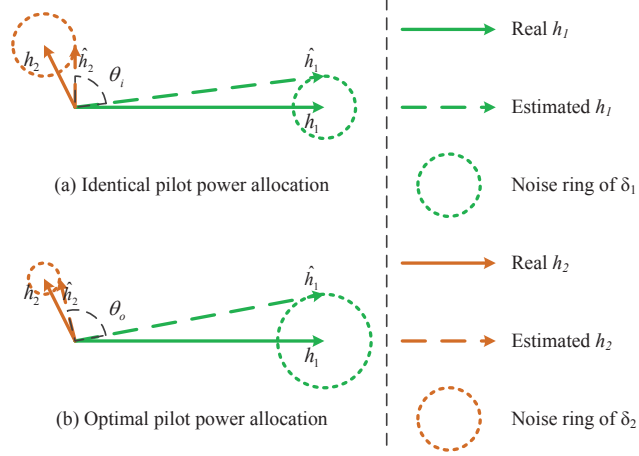 h₂
ĥ₂
θᵢ
ĥ₁
h₁
(a) Identical pilot power allocation
h₂
ĥ₂
θₒ
ĥ₁
h₁
(b) Optimal pilot power allocation
Real h₁
Estimated h₁
Noise ring of δ₁
Real h₂
Estimated h₂
Noise ring of δ₂